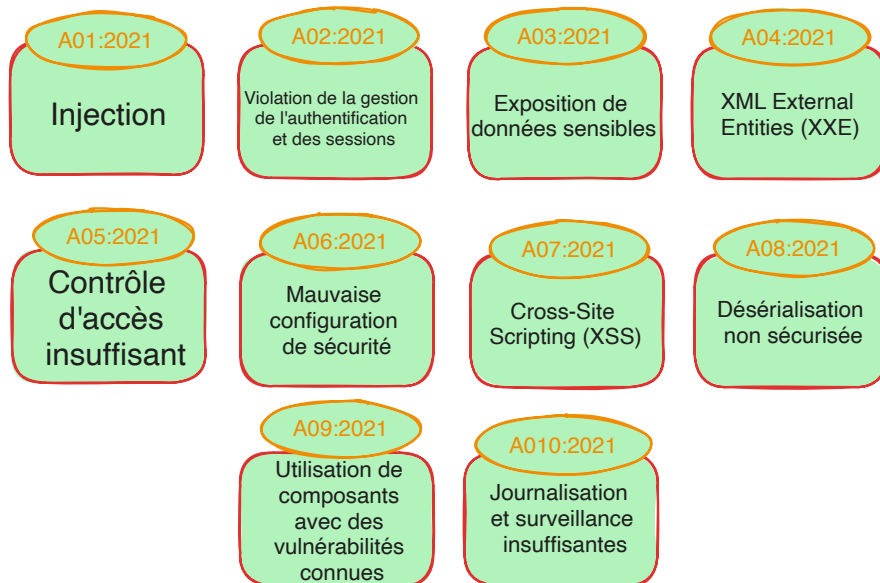 A01:2021
Injection
A02:2021
Violation de la gestion
de l'authentification
et des sessions
A03:2021
Exposition de
données sensibles
A04:2021
XML External
Entities (XXE)
A05:2021
Contrôle
d'accès
insuffisant
A06:2021
Mauvaise
configuration
de sécurité
A07:2021
Cross-Site
Scripting (XSS)
A08:2021
Désérialisation
non sécurisée
A09:2021
Utilisation de
composants
avec des
vulnérabilités
connues
A010:2021
Journalisation
et surveillance
insuffisantes